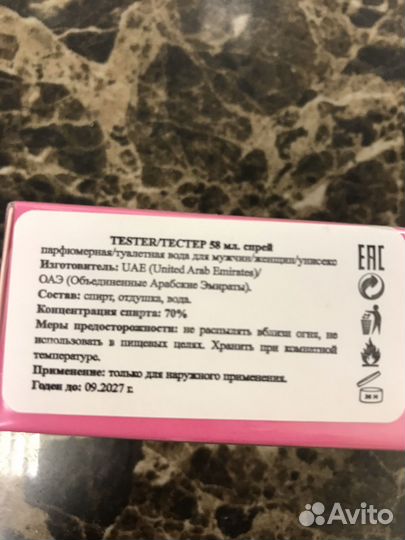 TESTER/ТЕСТЕР 58 мл. спрей
парфюмерная/туалетная вода для мужчин/женщин/унисекс
Изготовитель: UAE (United Arab Emirates)/
ОАЭ (Объединенные Арабские Эмираты).
Состав: спирт, отдушка, вода.
Концентрация спирта: 70%
Меры предосторожности: не распылять вблизи огня, не
использовать в пищевых целях. Хранить при комнатной
температуре.
Применение: только для наружного применения.
Годен до: 09.2027 г.
EAC
36 M
Avito